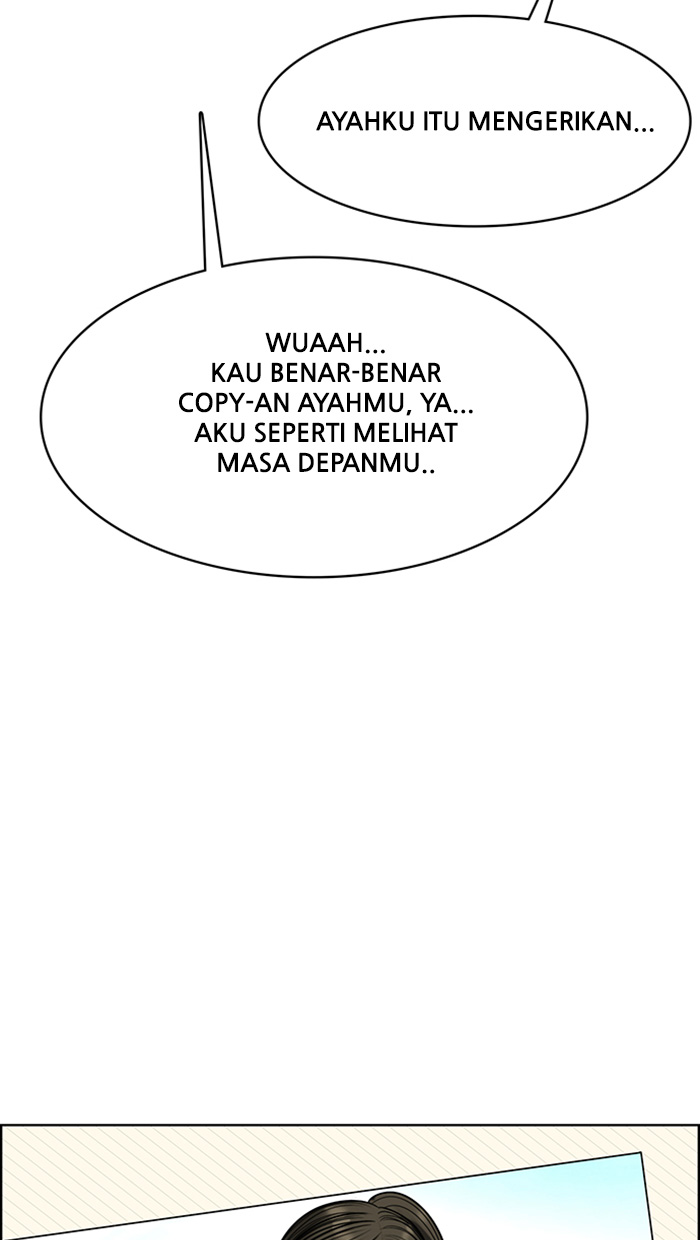 AYAHKU ITU MENGERIKAN...
WUAAH...
KAU BENAR-BENAR
COPY-AN AYAHMU, YA...
AKU SEPERTI MELIHAT
MASA DEPANMU..